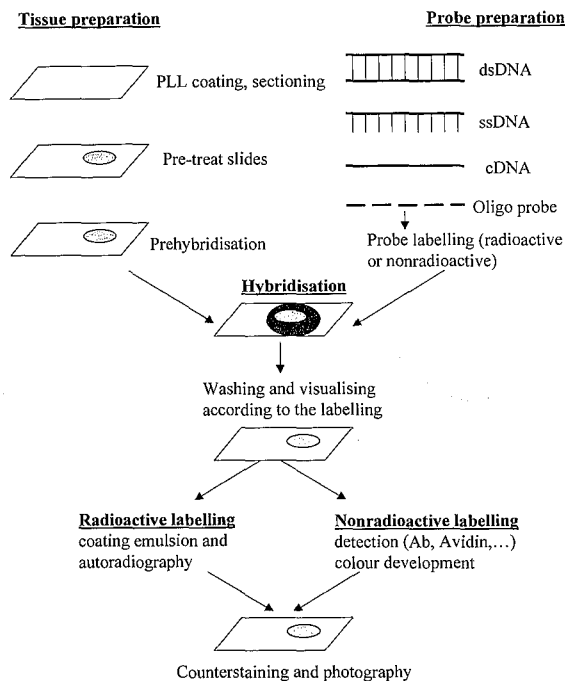 Tissue preparation
Probe preparation
PLL coating, sectioning
Pre-treat slides
Prehybridisation
dsDNA
ssDNA
cDNA
Oligo probe
Probe labelling (radioactive
or nonradioactive)
Hybridisation
Washing and visualising
according to the labelling
Radioactive labelling
coating emulsion and
autoradiography
Nonradioactive labelling
detection (Ab, Avidin,...)
colour development
Counterstaining and photography